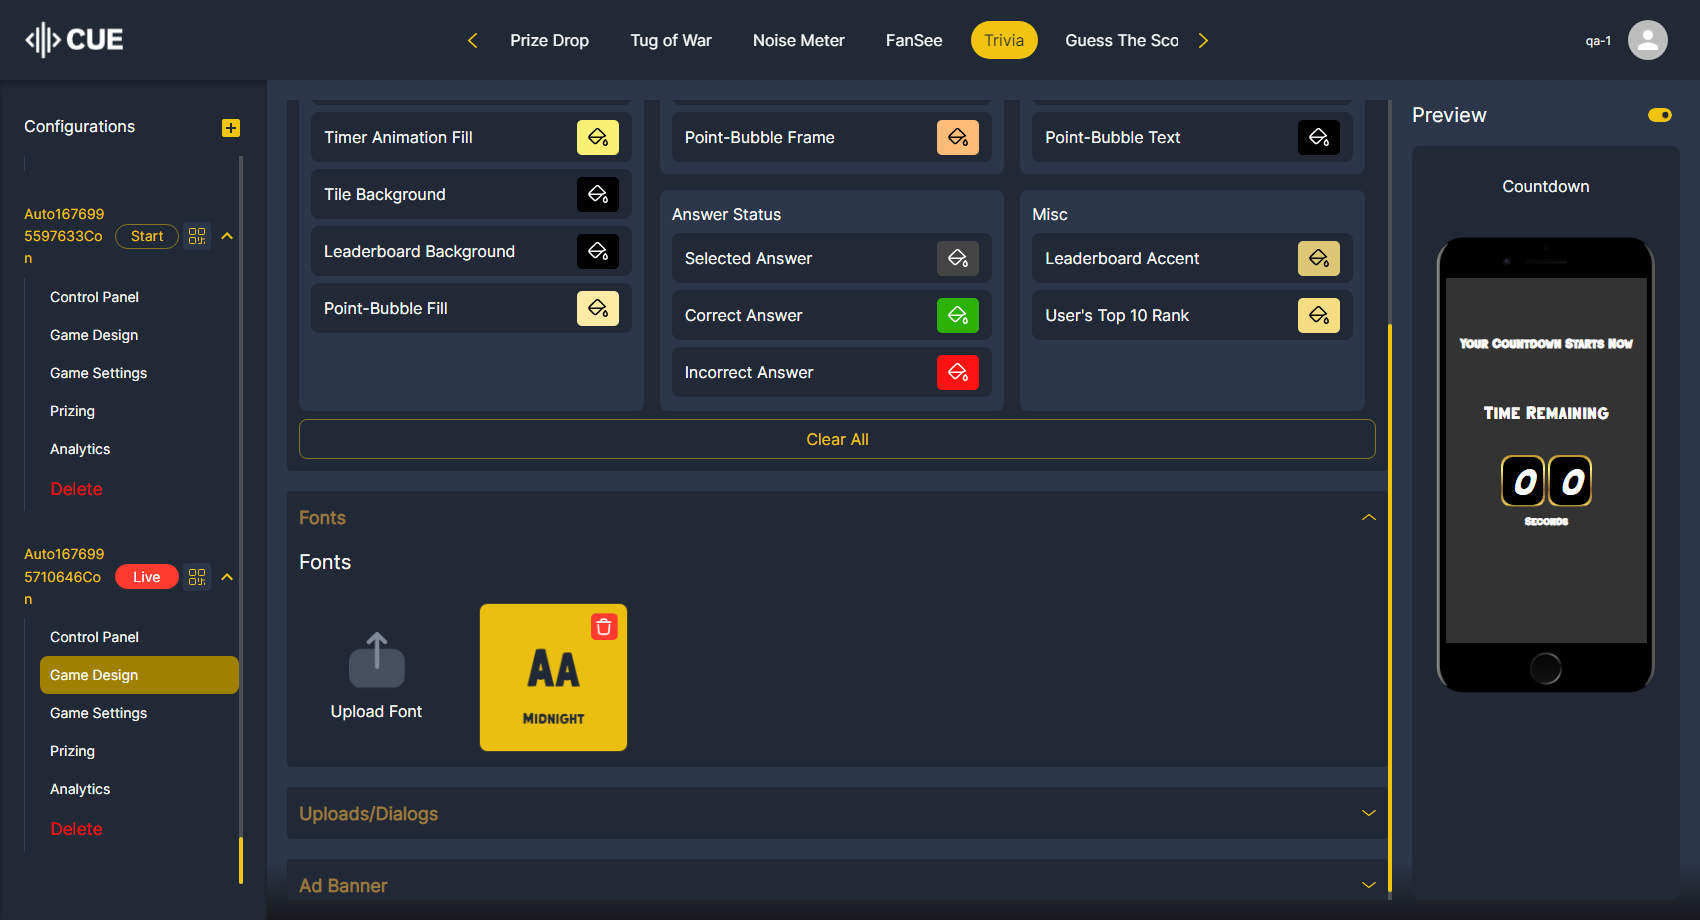 CUE
Prize Drop
Tug of War
Noise Meter
FanSee
Trivia
Guess The Sco
qa-1
Configurations
Auto167699
5597633Co
n
Start
Control Panel
Game Design
Game Settings
Prizing
Analytics
Delete
Auto167699
5710646Co
n
Live
Control Panel
Game Design
Game Settings
Prizing
Analytics
Delete
Timer Animation Fill
Tile Background
Leaderboard Background
Point-Bubble Fill
Point-Bubble Frame
Answer Status
Selected Answer
Correct Answer
Incorrect Answer
Point-Bubble Text
Misc
Leaderboard Accent
User's Top 10 Rank
Clear All
Fonts
Fonts
Upload Font
AA
MIDNIGHT
Uploads/Dialogs
Ad Banner
Preview
Countdown
Your Countdown Starts Now
Time Remaining
0 0
Seconds